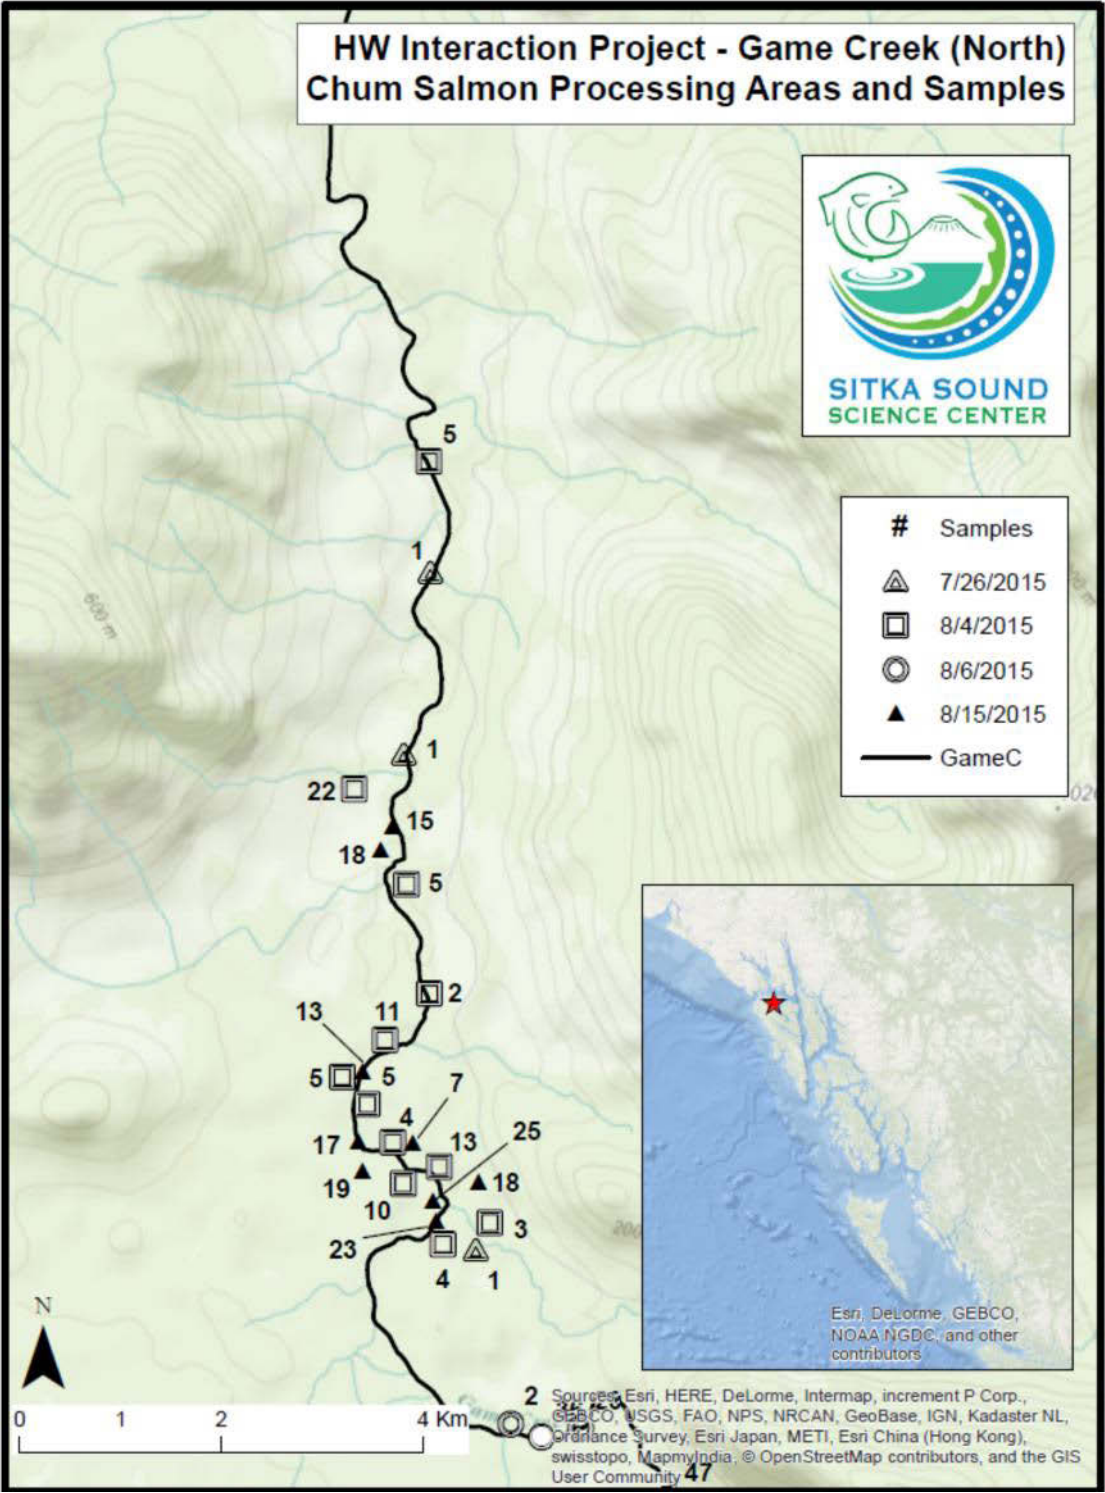 HW Interaction Project - Game Creek (North)
Chum Salmon Processing Areas and Samples
SITKA SOUND
SCIENCE CENTER
# Samples
7/26/2015
8/4/2015
8/6/2015
8/15/2015
GameC
5
1
600 m
1
22
15
18
5
2
13
11
5
5
7
4
17
13
25
19
18
10
3
23
4
1
200
Esri, DeLorme, GEBCO,
NOAA NGDC, and other
contributors
N
0 1 2 4 Km
2
Sources: Esri, HERE, DeLorme, Intermap, increment P Corp.,
GEBCO, USGS, FAO, NPS, NRCAN, GeoBase, IGN, Kadaster NL,
Ordnance Survey, Esri Japan, METI, Esri China (Hong Kong),
swisstopo, MapmyIndia, © OpenStreetMap contributors, and the GIS
User Community
47